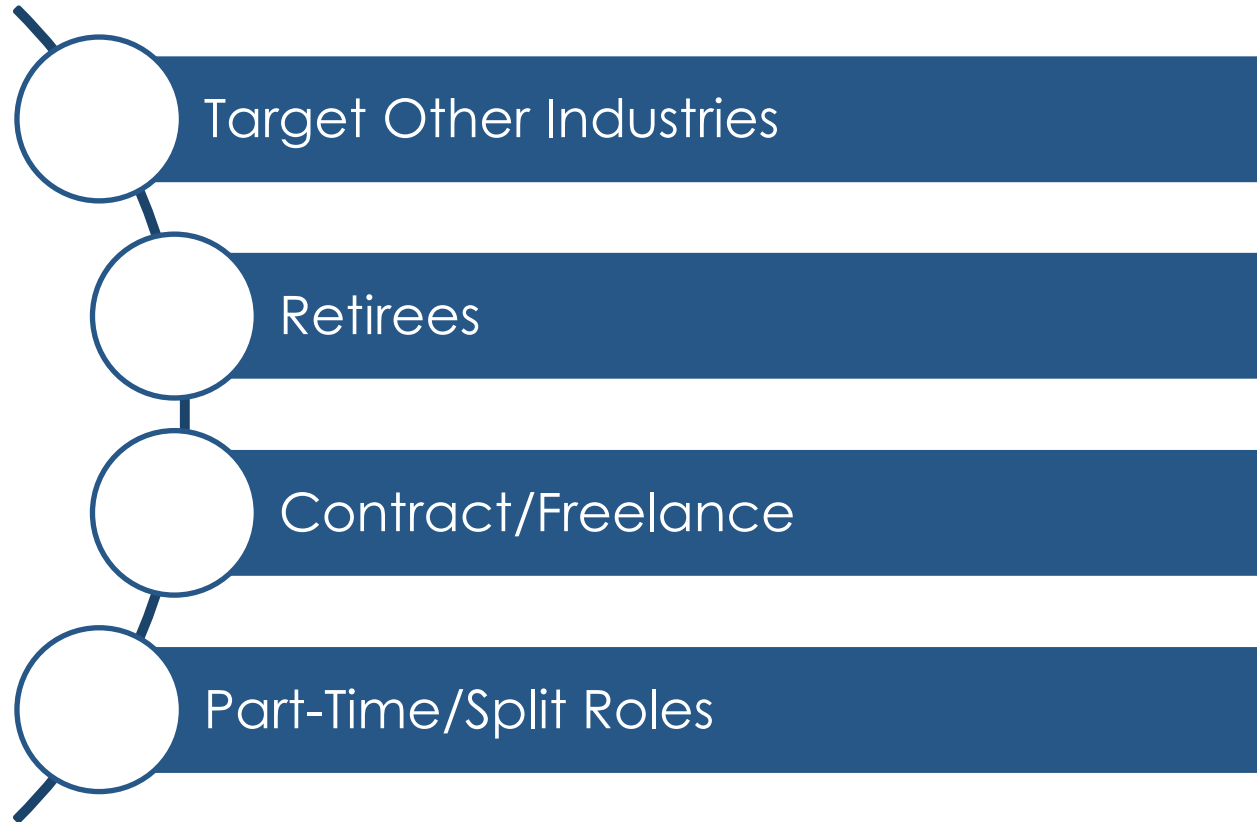 Target Other Industries
Retirees
Contract/Freelance
Part-Time/Split Roles